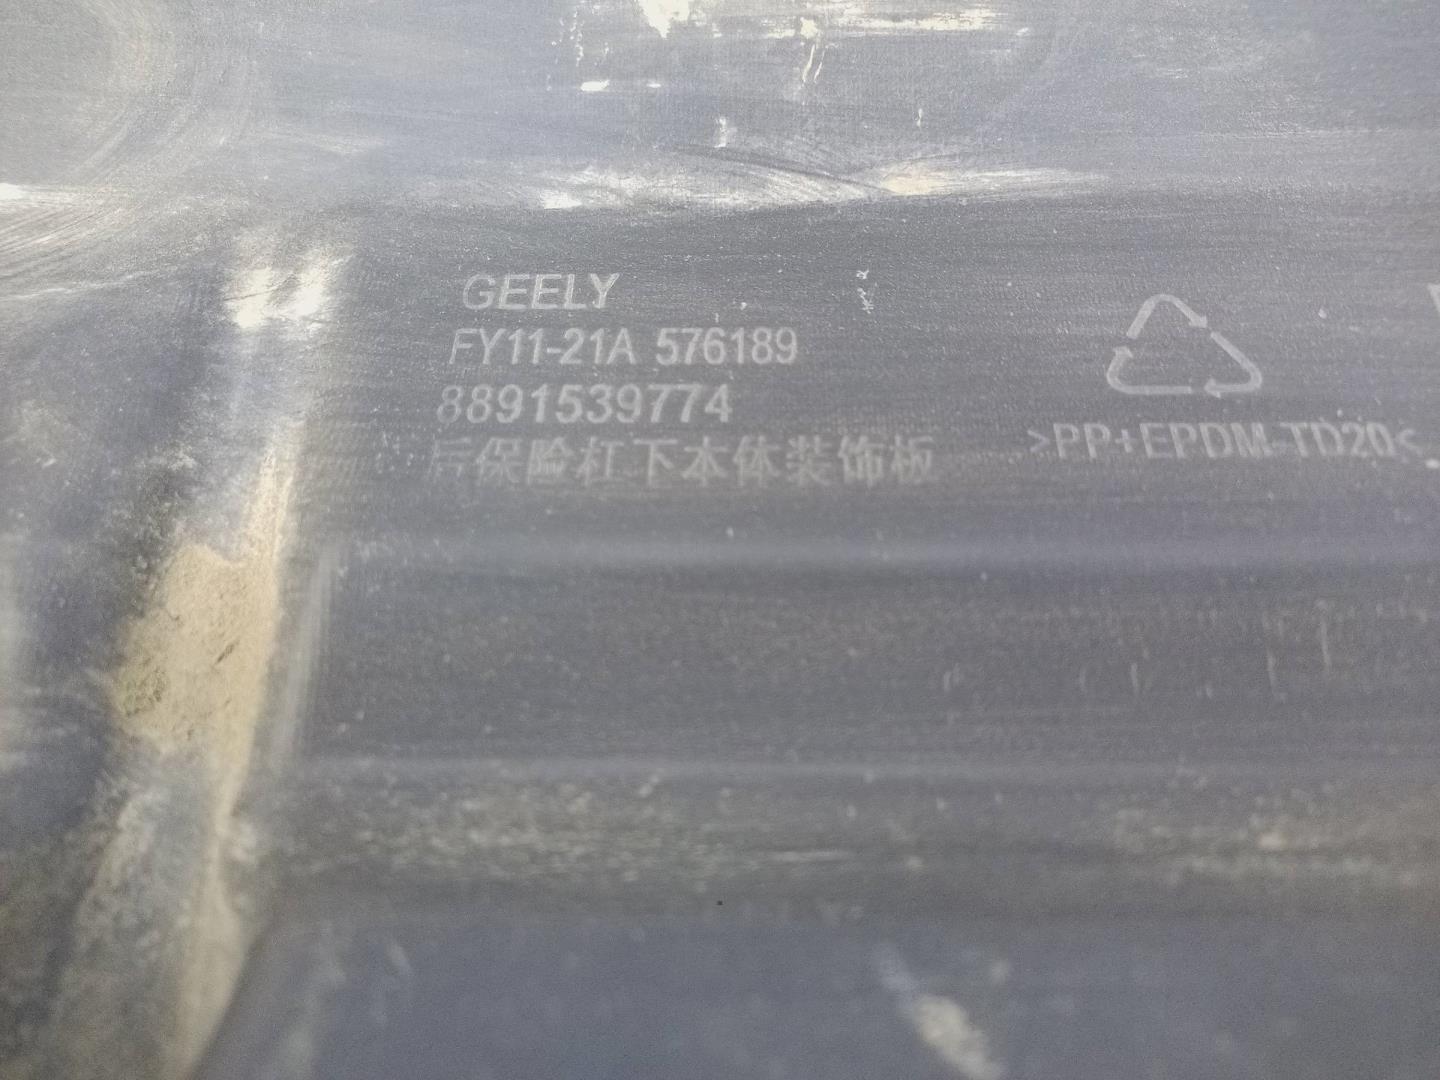 GEELY
FY11-21A 576189
8891539774
后保险杠下本体装饰板
>PP+EPDM-TD20<